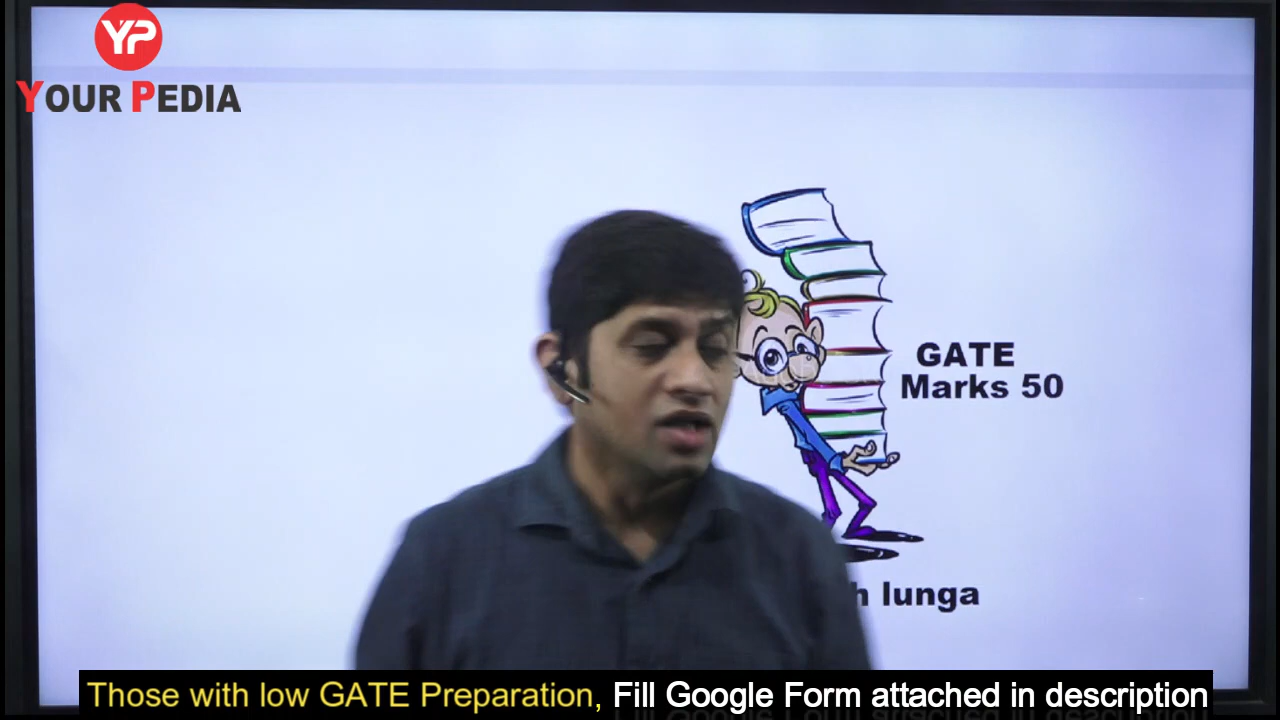 YP
YOUR PEDIA
GATE
Marks 50
lunga
Those with low GATE Preparation, Fill Google Form attached in description